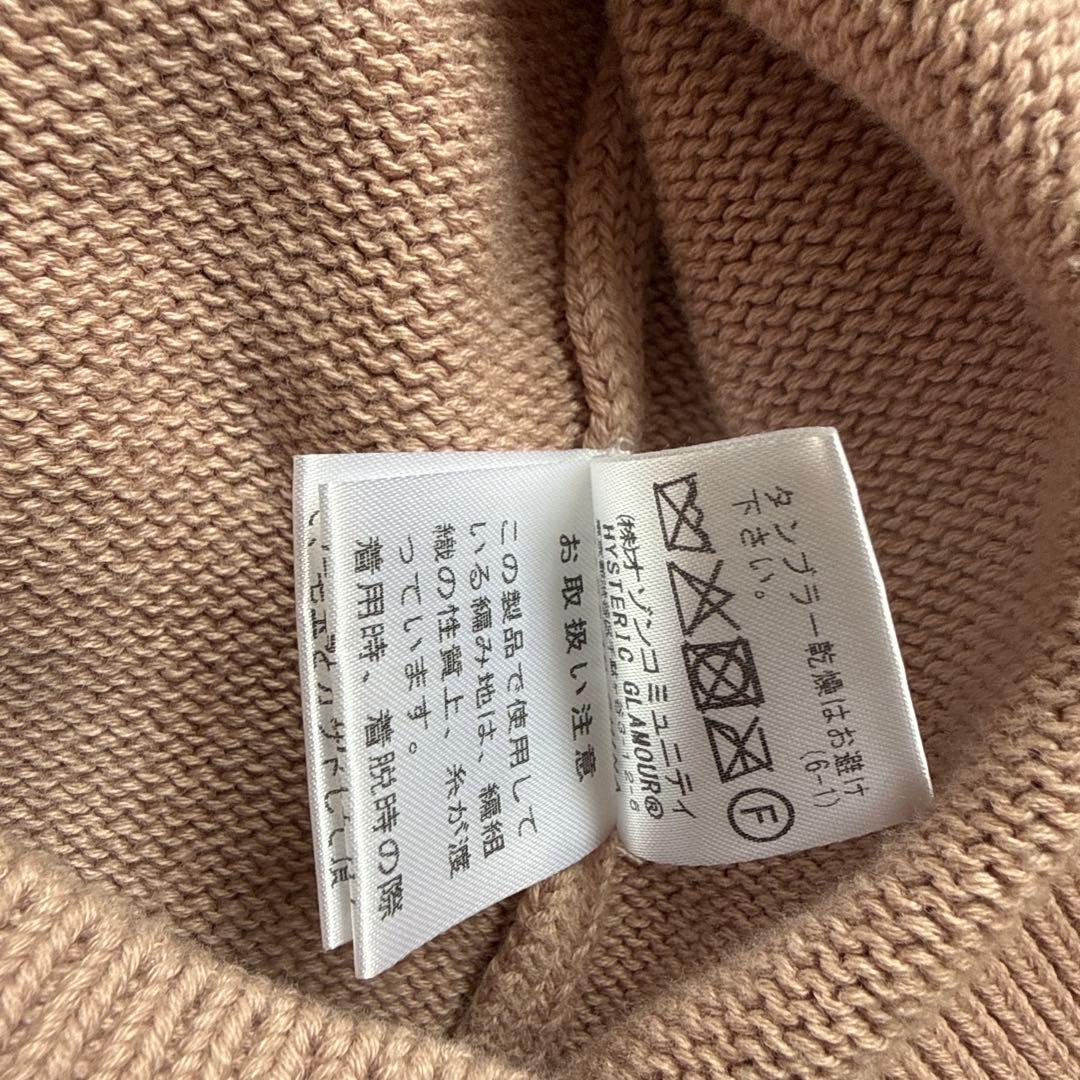 お取扱い注意
この製品で使用して
いる編み地は、編組
織の性質上、糸が渡
っています。
着用時、着脱時の際
タンブラー乾燥はお避け
下さい。
(6-1)
F
(株)オゾンコミュニティ
HYSTERIC GLAMOUR®